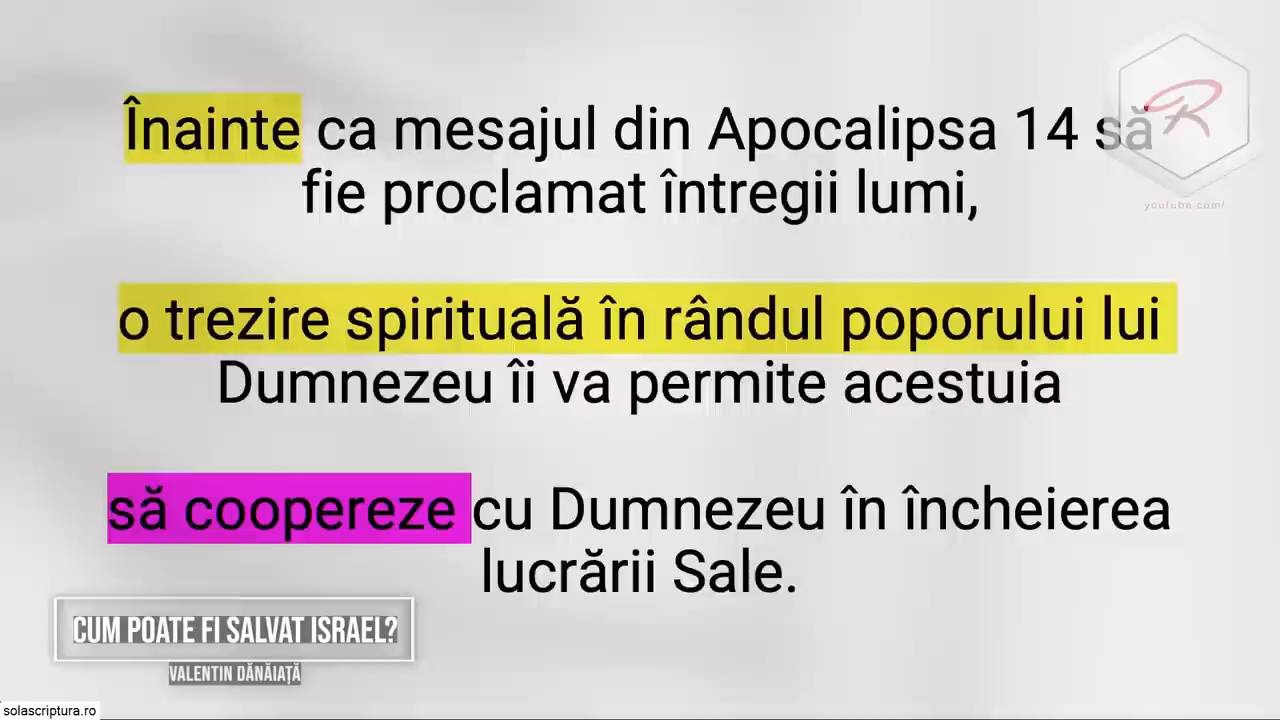 Înainte ca mesajul din Apocalipsa 14 să
fie proclamat întregii lumi,
o trezire spirituală în rândul poporului lui
Dumnezeu îi va permite acestuia
să coopereze cu Dumnezeu în încheierea
lucrării Sale.
R
youtube.com/
CUM POATE FI SALVAT ISRAEL?
VALENTIN DĂNĂIAȚĂ
solascriptura.ro